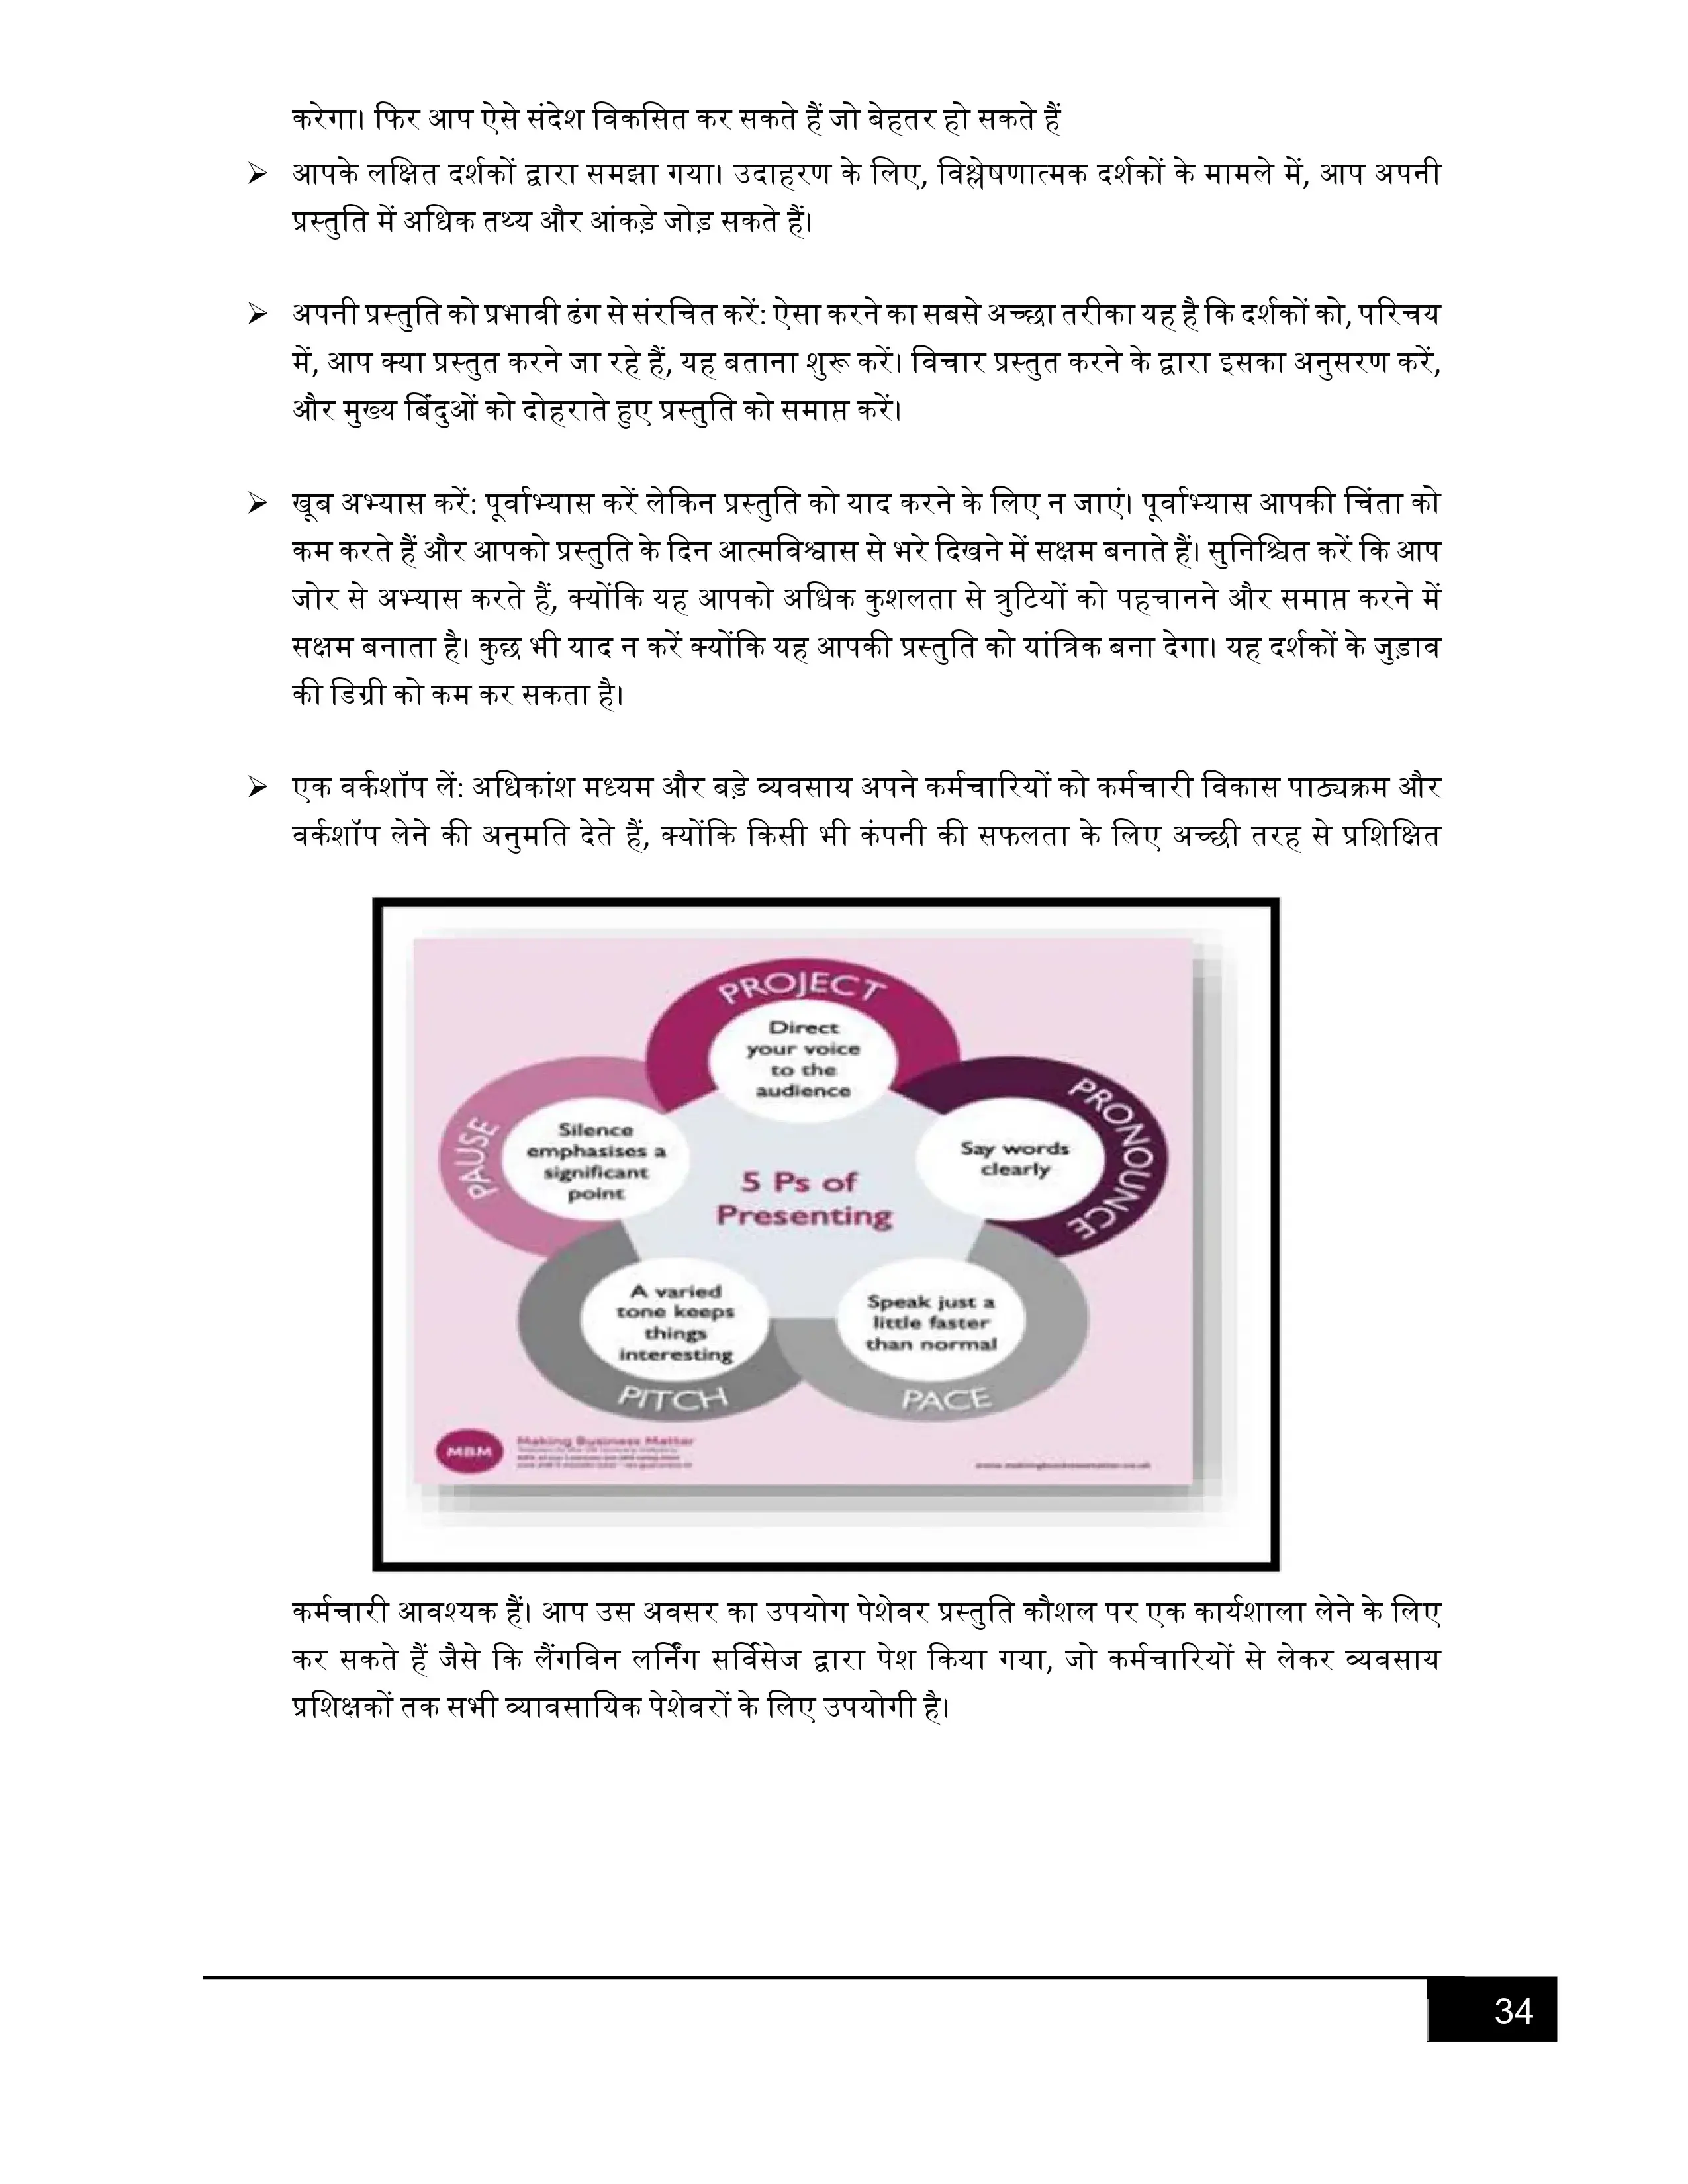 करेगा। फिर आप ऐसे संदेश विकसित कर सकते हैं जो बेहतर हो सकते हैं
➢ आपके लक्षित दर्शकों द्वारा समझा गया। उदाहरण के लिए, विश्लेषणात्मक दर्शकों के मामले में, आप अपनी
प्रस्तुति में अधिक तथ्य और आंकड़े जोड़ सकते हैं।
➢ अपनी प्रस्तुति को प्रभावी ढंग से संरचित करें: ऐसा करने का सबसे अच्छा तरीका यह है कि दर्शकों को, परिचय
में, आप क्या प्रस्तुत करने जा रहे हैं, यह बताना शुरू करें। विचार प्रस्तुत करने के द्वारा इसका अनुसरण करें,
और मुख्य बिंदुओं को दोहराते हुए प्रस्तुति को समाप्त करें।
➢ खूब अभ्यास करें: पूर्वाभ्यास करें लेकिन प्रस्तुति को याद करने के लिए न जाएं। पूर्वाभ्यास आपकी चिंता को
कम करते हैं और आपको प्रस्तुति के दिन आत्मविश्वास से भरे दिखने में सक्षम बनाते हैं। सुनिश्चित करें कि आप
जोर से अभ्यास करते हैं, क्योंकि यह आपको अधिक कुशलता से त्रुटियों को पहचानने और समाप्त करने में
सक्षम बनाता है। कुछ भी याद न करें क्योंकि यह आपकी प्रस्तुति को यांत्रिक बना देगा। यह दर्शकों के जुड़ाव
की डिग्री को कम कर सकता है।
➢ एक वर्कशॉप लें: अधिकांश मध्यम और बड़े व्यवसाय अपने कर्मचारियों को कर्मचारी विकास पाठ्यक्रम और
वर्कशॉप लेने की अनुमति देते हैं, क्योंकि किसी भी कंपनी की सफलता के लिए अच्छी तरह से प्रशिक्षित
PROJECT
Direct
your voice
to the
audience
PRONOUNCE
Say words
clearly
PAUSE
Silence
emphasises a
significant
point
5 Ps of
Presenting
A varied
tone keeps
things
interesting
PITCH
Speak just a
little faster
than normal
PACE
MBM
Making Business Matter
www.makingbusinessmatter.co.uk
कर्मचारी आवश्यक हैं। आप उस अवसर का उपयोग पेशेवर प्रस्तुति कौशल पर एक कार्यशाला लेने के लिए
कर सकते हैं जैसे कि लैंगविन लर्निंग सर्विसेज द्वारा पेश किया गया, जो कर्मचारियों से लेकर व्यवसाय
प्रशिक्षकों तक सभी व्यावसायिक पेशेवरों के लिए उपयोगी है।
34